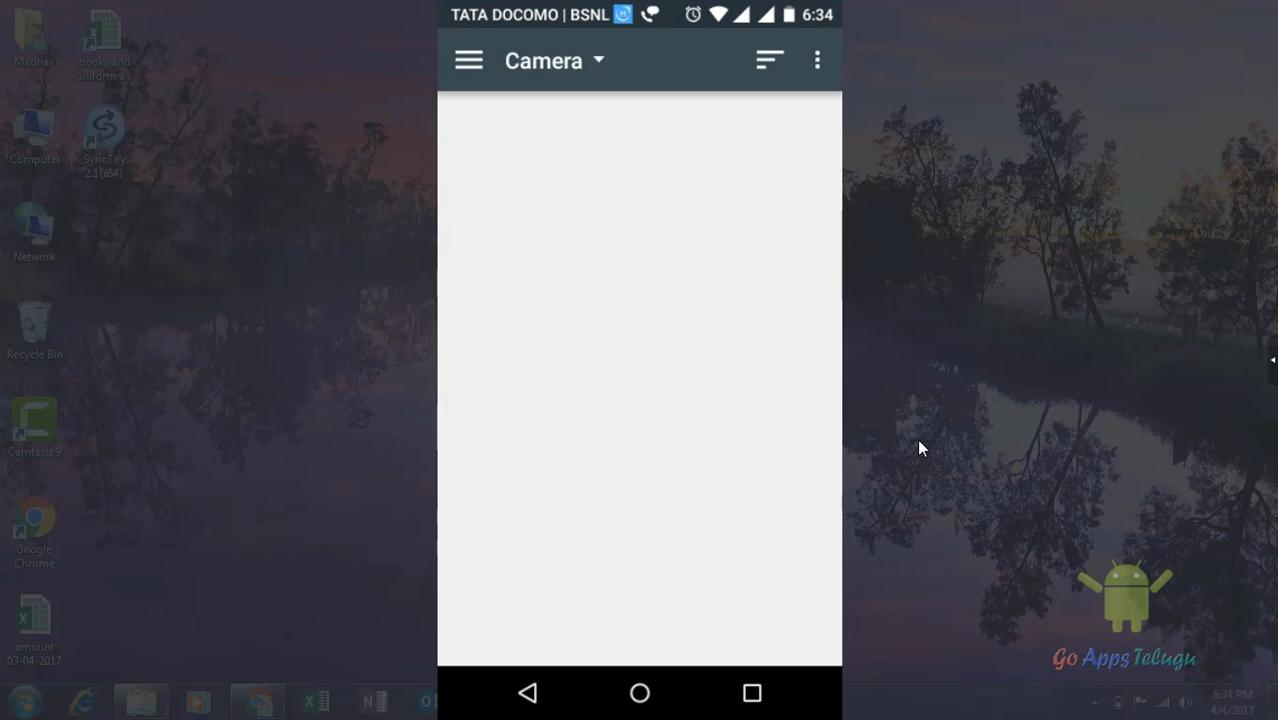 TATA DOCOMO | BSNL
6:34
Camera
Madhav
books and
uniform e...
Computer
SyncToy
2.1(x64)
Network
Recycle Bin
Camtasia 9
Google
Chrome
amount
03-04-2017
Go Apps Telugu
6:34 PM
4/4/2017